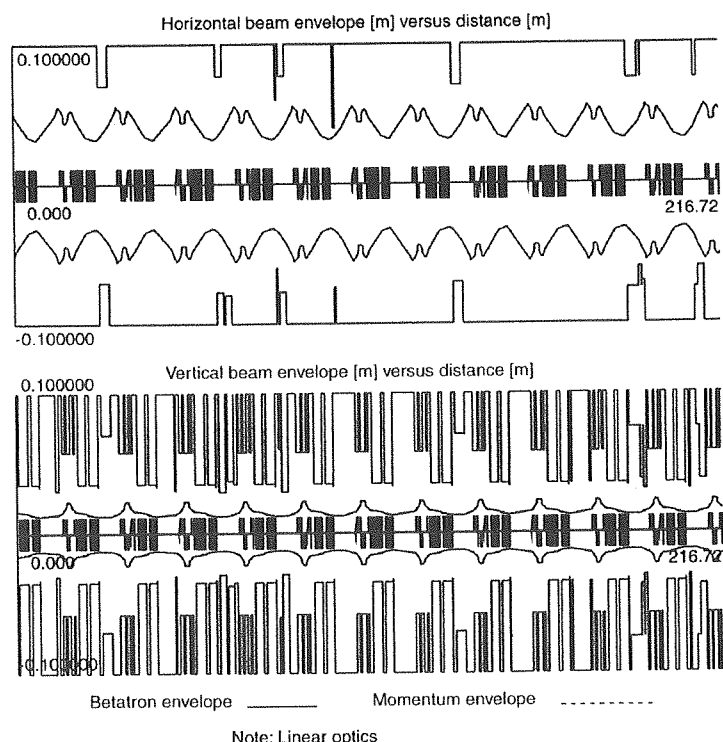 Horizontal beam envelope [m] versus distance [m]
0.100000
0.000
216.72
-0.100000
Vertical beam envelope [m] versus distance [m]
0.100000
0.000
216.72
-0.100000
Betatron envelope
Momentum envelope
Note: Linear optics